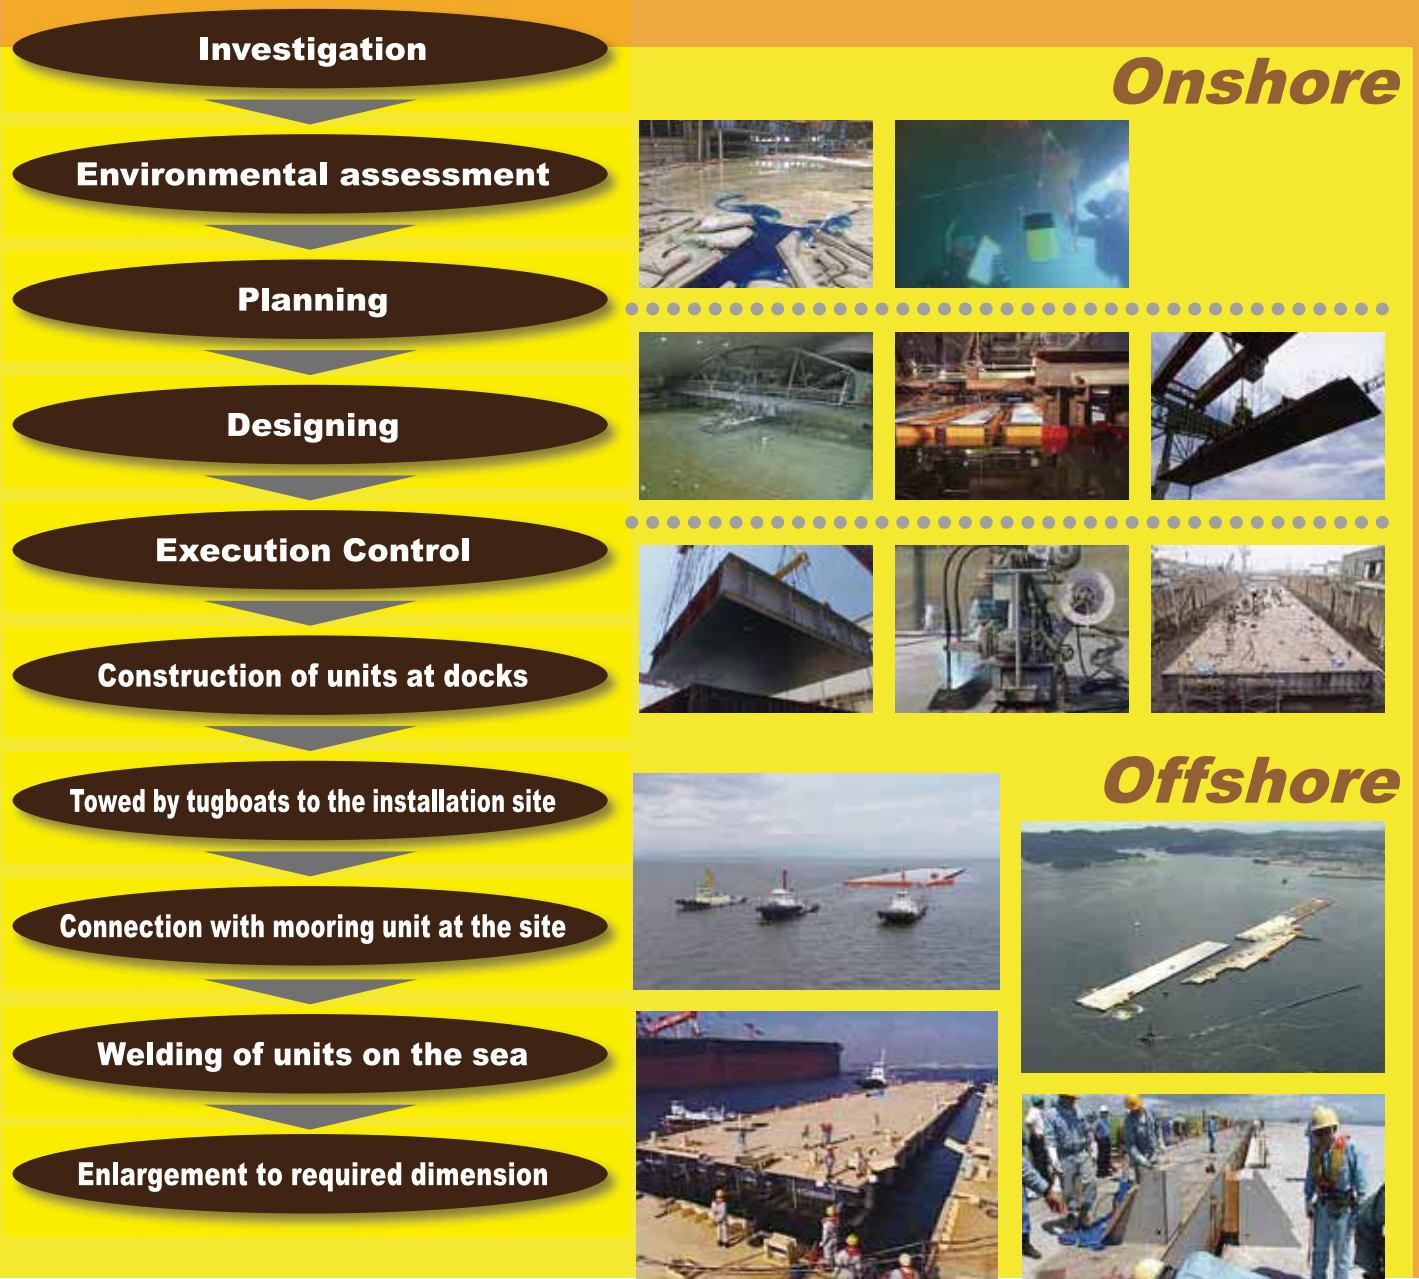 Investigation
Onshore
Environmental assessment
Planning
Designing
Execution Control
Construction of units at docks
Offshore
Towed by tugboats to the installation site
Connection with mooring unit at the site
Welding of units on the sea
Enlargement to required dimension